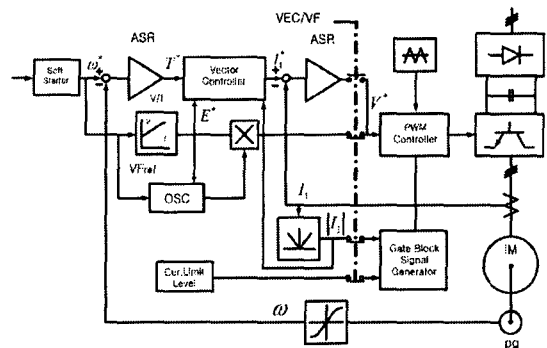 VEC/VF
ASR
ASR
Soft
Starter
ω*
T*
Vector
Controller
I₁*
V*
V/f
E*
VFref
OSC
PWM
Controller
I₁
|I₁|
Cur.Limit
Level
Gate Block
Signal
Generator
IM
ω
pg